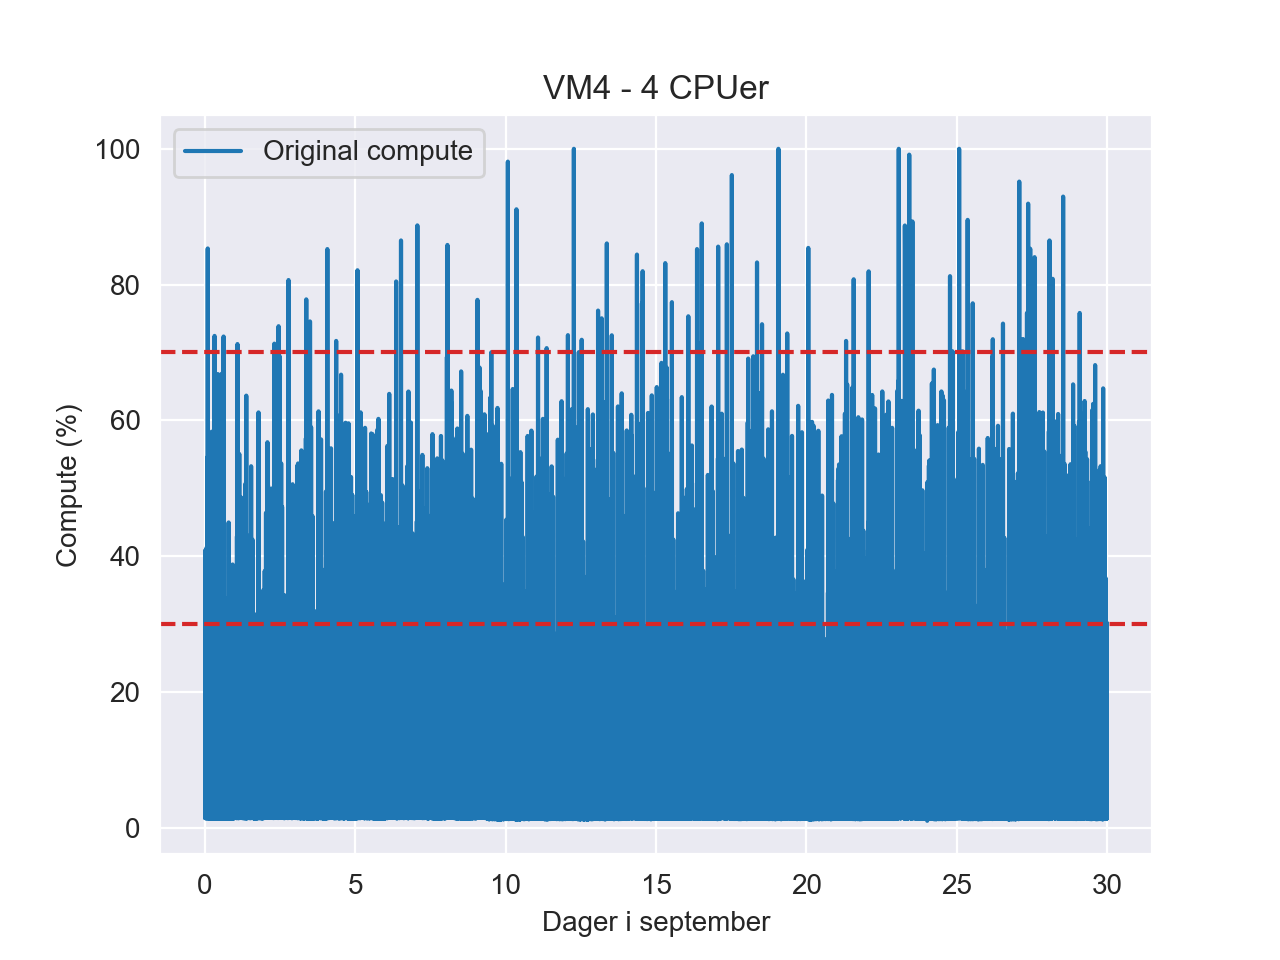 VM4 - 4 CPUer
Original compute
100
80
60
40
20
0
Compute (%)
0 5 10 15 20 25 30
Dager i september